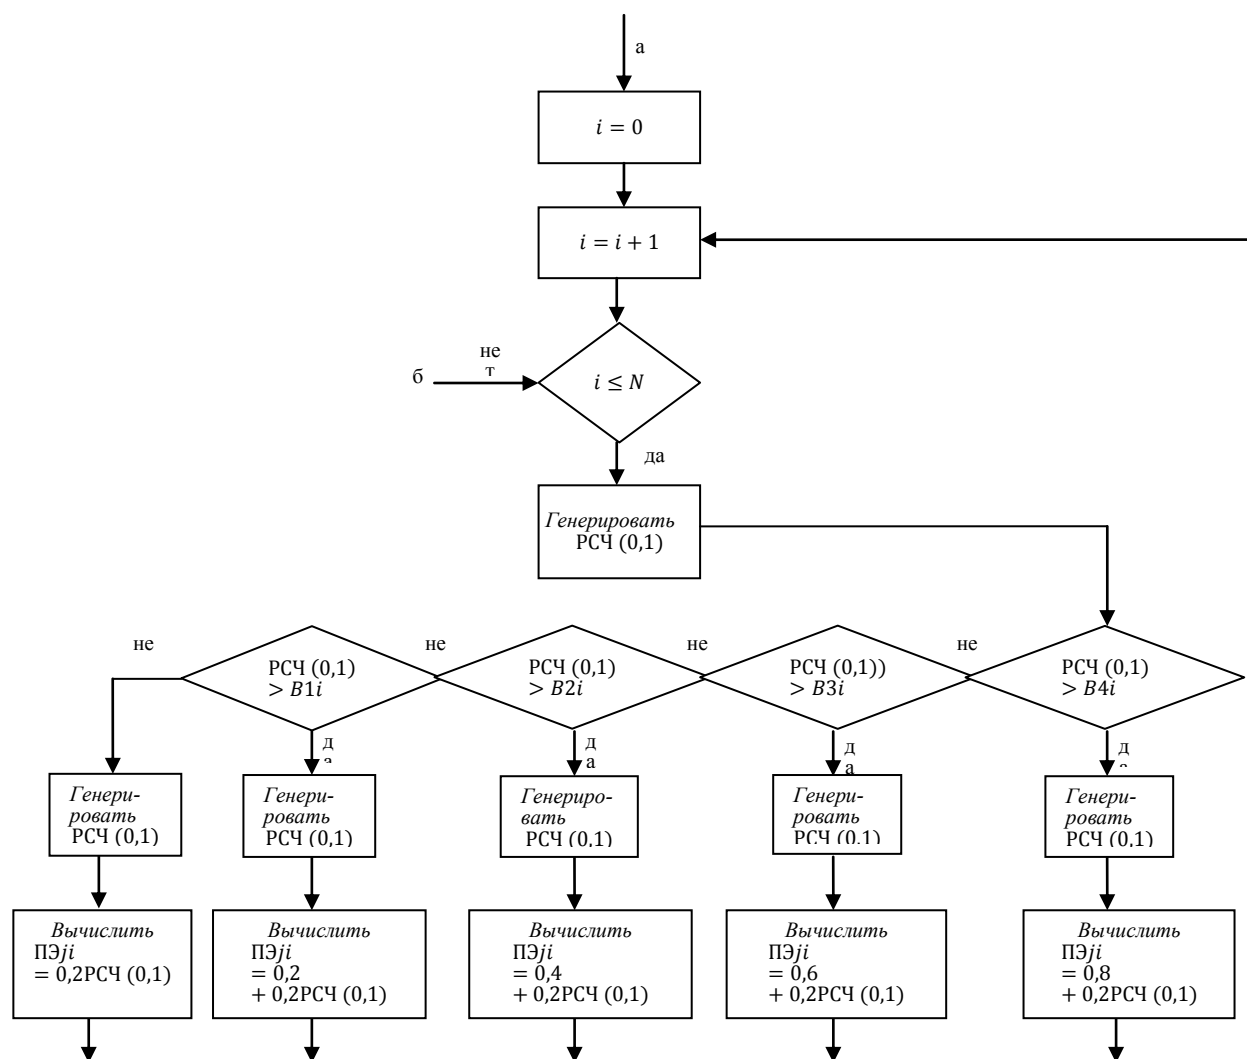 а
i = 0
i = i + 1
не
т
б
i ≤ N
да
Генерировать
РСЧ (0,1)
не
РСЧ (0,1)
> B1i
не
РСЧ (0,1)
> B2i
не
РСЧ (0,1))
> B3i
не
РСЧ (0,1)
> B4i
д
а
д
а
д
а
д
а
Генери-
ровать
РСЧ (0,1)
Генери-
ровать
РСЧ (0,1)
Генериро-
вать
РСЧ (0,1)
Генери-
ровать
РСЧ (0,1)
Генери-
ровать
РСЧ (0,1)
Вычислить
ПЭji
= 0,2РСЧ (0,1)
Вычислить
ПЭji
= 0,2
+ 0,2РСЧ (0,1)
Вычислить
ПЭji
= 0,4
+ 0,2РСЧ (0,1)
Вычислить
ПЭji
= 0,6
+ 0,2РСЧ (0,1)
Вычислить
ПЭji
= 0,8
+ 0,2РСЧ (0,1)